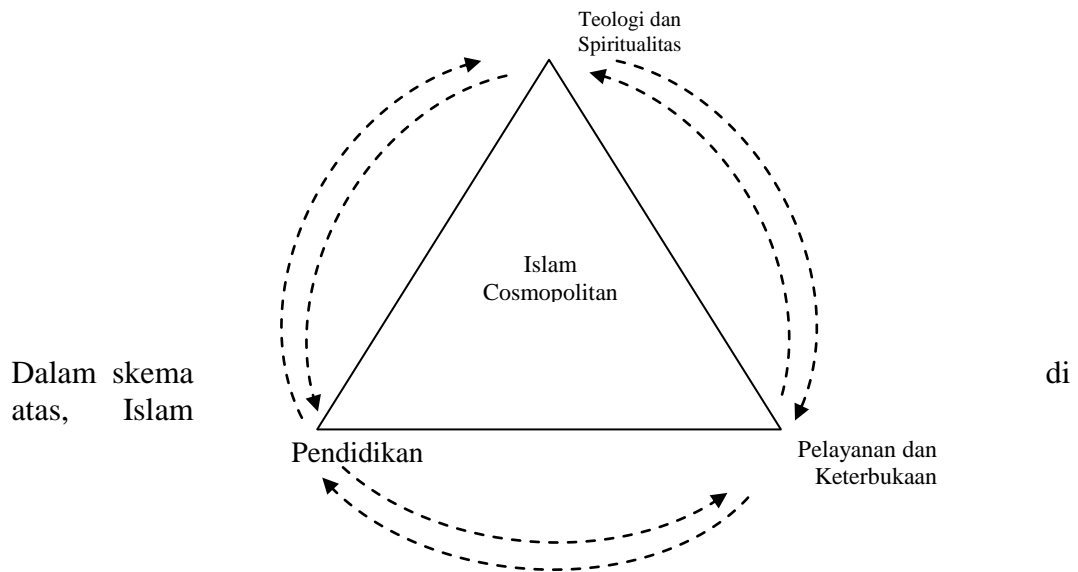 Teologi dan
Spiritualitas
Islam
Cosmopolitan
Dalam skema di
atas, Islam
Pendidikan
Pelayanan dan
Keterbukaan